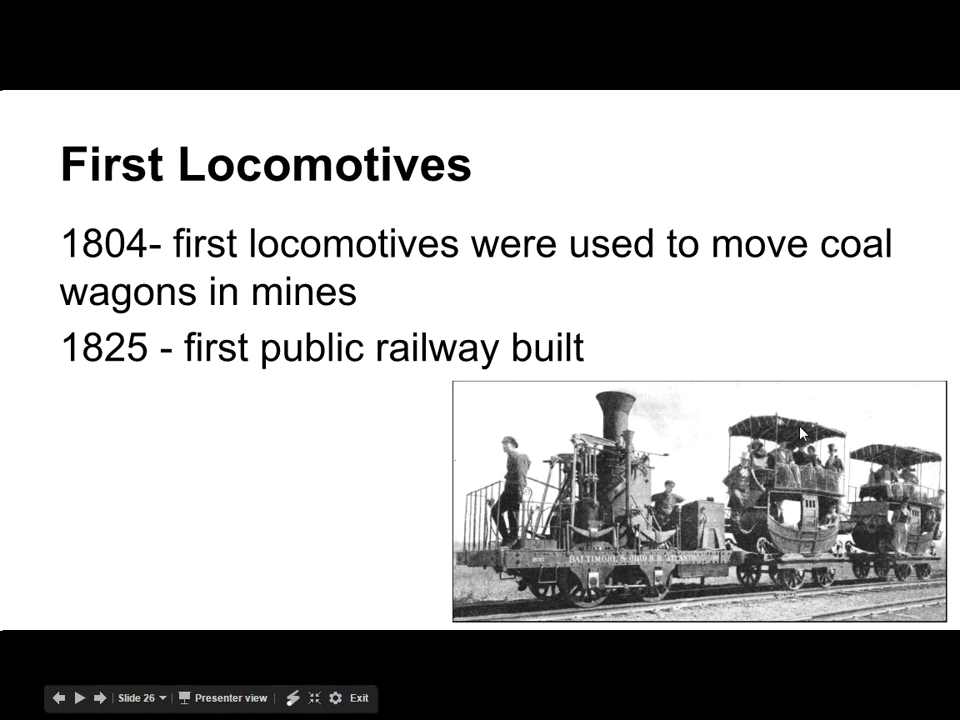 First Locomotives
1804- first locomotives were used to move coal
wagons in mines
1825 - first public railway built
BALTIMORE & OHIO R.R.
Slide 26
Presenter view
Exit